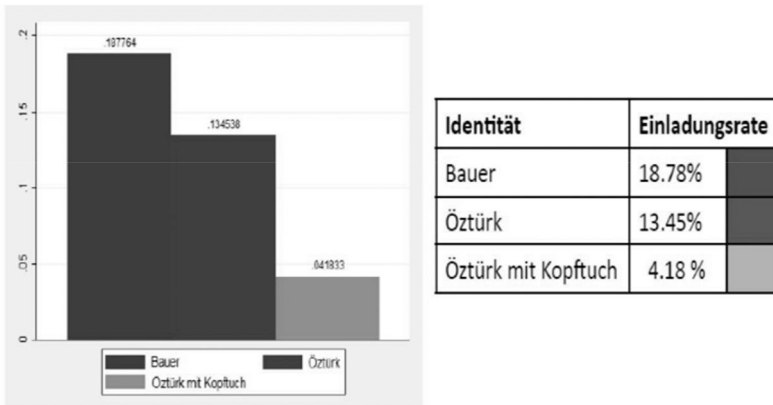 .2
.15
.1
.05
0
.187764
.134538
.041833
Bauer Öztürk
Öztürk mit Kopftuch
Identität Einladungsrate
Bauer 18.78%
Öztürk 13.45%
Öztürk mit Kopftuch 4.18 %